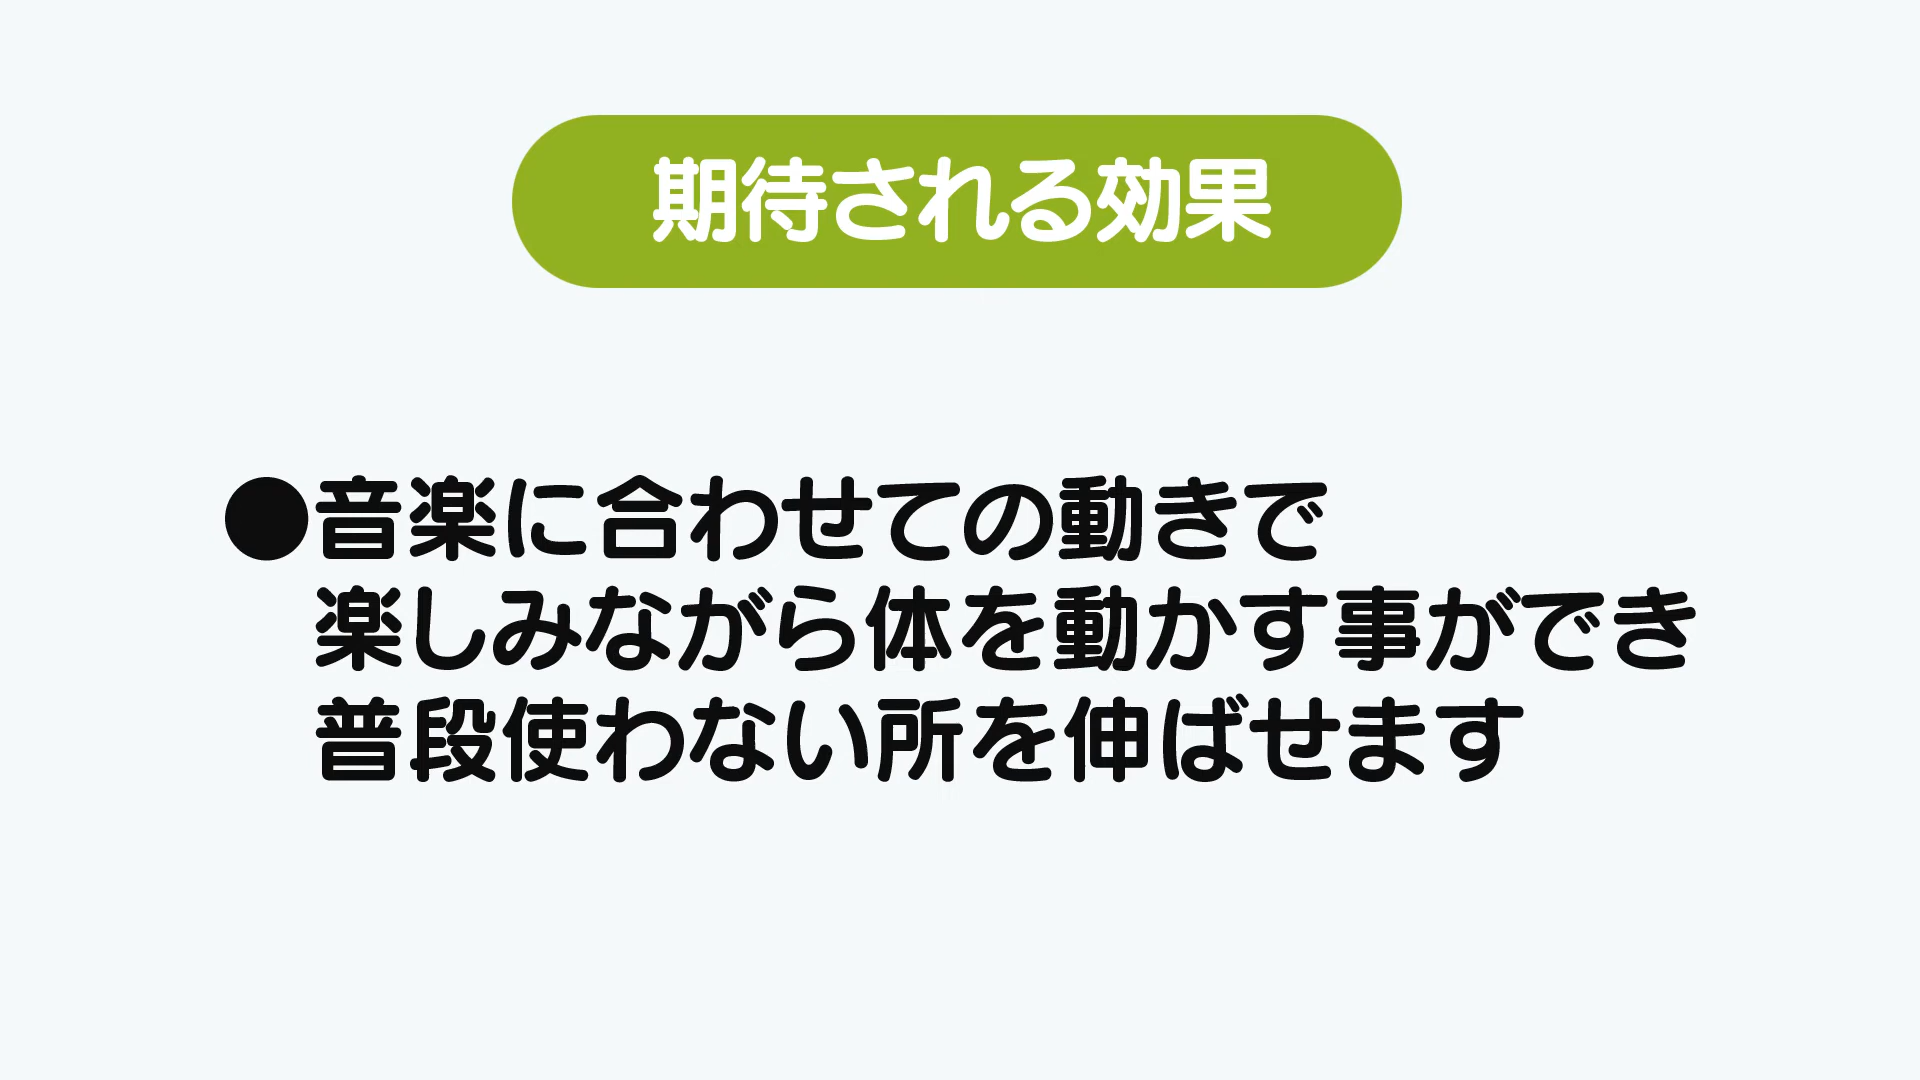 期待される効果
●音楽に合わせての動きで
楽しみながら体を動かす事ができ
普段使わない所を伸ばせます